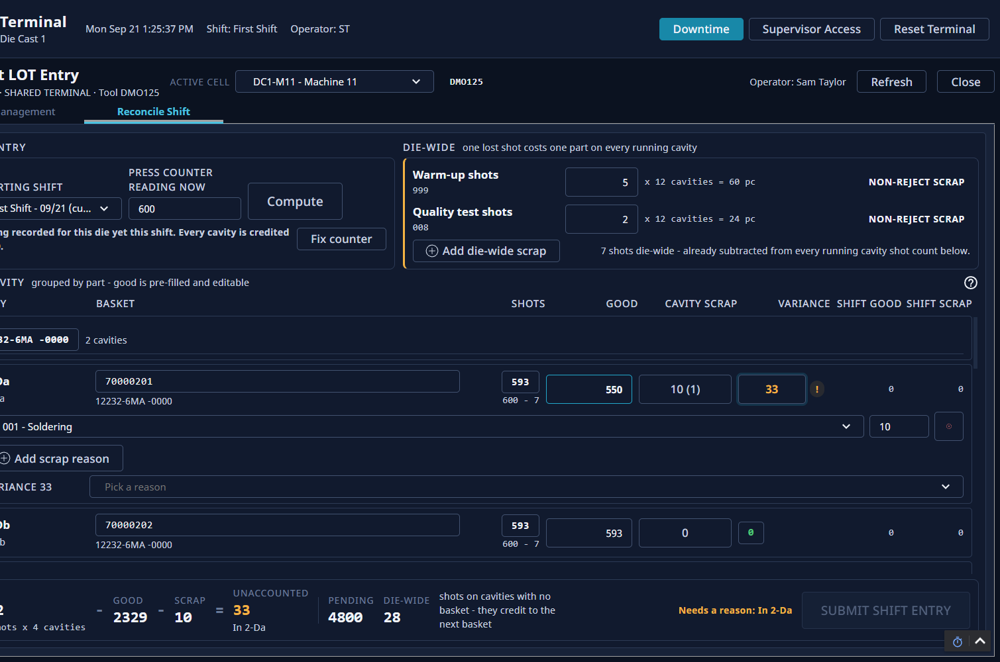 Terminal
Die Cast 1
Mon Sep 21 1:25:37 PM Shift: First Shift Operator: ST
Downtime
Supervisor Access
Reset Terminal
t LOT Entry
· SHARED TERMINAL · Tool DMO125
ACTIVE CELL
DC1-M11 - Machine 11
DMO125
Operator: Sam Taylor
Refresh
Close
anagement
Reconcile Shift
NTRY
RTING SHIFT
st Shift - 09/21 (cu...
PRESS COUNTER
READING NOW
600
Compute
ng recorded for this die yet this shift. Every cavity is credited
.
Fix counter
DIE-WIDE one lost shot costs one part on every running cavity
Warm-up shots
999
5
x 12 cavities = 60 pc
NON-REJECT SCRAP
Quality test shots
008
2
x 12 cavities = 24 pc
NON-REJECT SCRAP
Add die-wide scrap
7 shots die-wide - already subtracted from every running cavity shot count below.
VITY grouped by part - good is pre-filled and editable
?
Y BASKET SHOTS GOOD CAVITY SCRAP VARIANCE SHIFT GOOD SHIFT SCRAP
32-6MA -0000 2 cavities
Da
a
70000201
12232-6MA -0000
593
600 - 7
550
10 (1)
33
!
0
0
001 - Soldering
10
Add scrap reason
RIANCE 33
Pick a reason
Db
b
70000202
12232-6MA -0000
593
600 - 7
593
0
0
0
0
2
ots x 4 cavities
-
GOOD
2329
-
SCRAP
10
=
UNACCOUNTED
33
In 2-Da
PENDING
4800
DIE-WIDE
28
shots on cavities with no
basket - they credit to the
next basket
Needs a reason: In 2-Da
SUBMIT SHIFT ENTRY